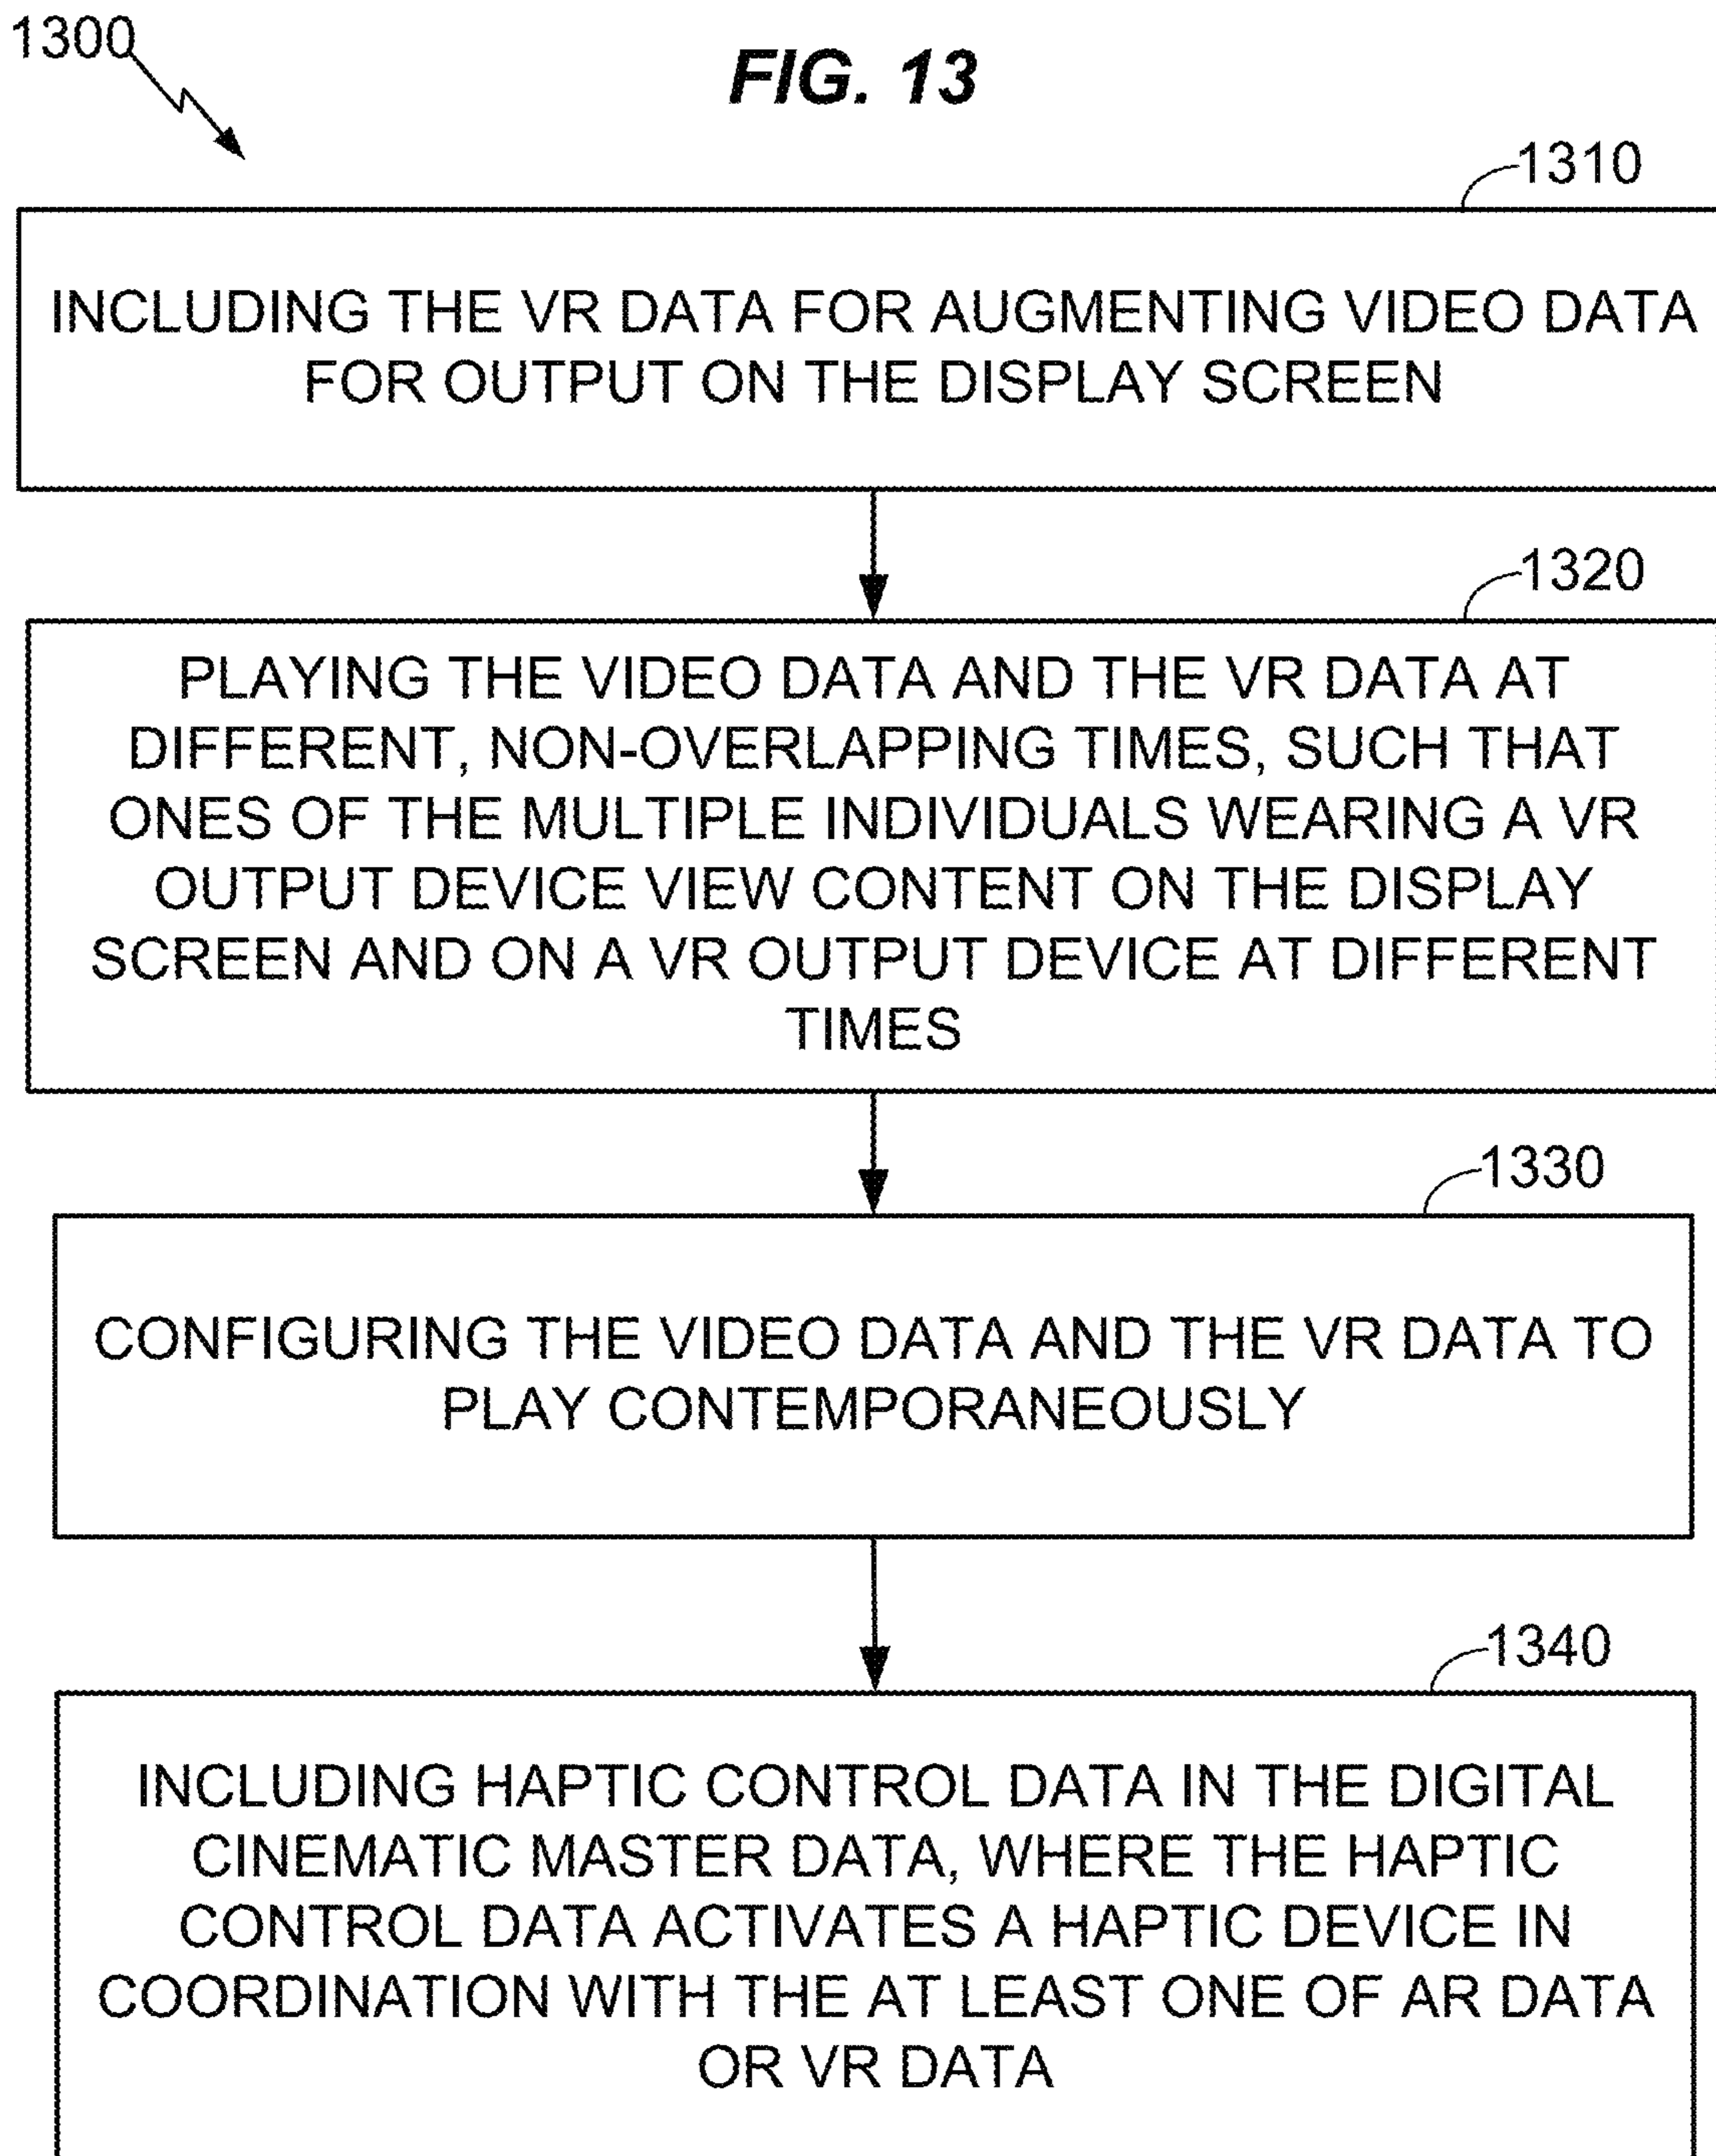 1300
FIG. 13
1310
INCLUDING THE VR DATA FOR AUGMENTING VIDEO DATA
FOR OUTPUT ON THE DISPLAY SCREEN
1320
PLAYING THE VIDEO DATA AND THE VR DATA AT
DIFFERENT, NON-OVERLAPPING TIMES, SUCH THAT
ONES OF THE MULTIPLE INDIVIDUALS WEARING A VR
OUTPUT DEVICE VIEW CONTENT ON THE DISPLAY
SCREEN AND ON A VR OUTPUT DEVICE AT DIFFERENT
TIMES
1330
CONFIGURING THE VIDEO DATA AND THE VR DATA TO
PLAY CONTEMPORANEOUSLY
1340
INCLUDING HAPTIC CONTROL DATA IN THE DIGITAL
CINEMATIC MASTER DATA, WHERE THE HAPTIC
CONTROL DATA ACTIVATES A HAPTIC DEVICE IN
COORDINATION WITH THE AT LEAST ONE OF AR DATA
OR VR DATA